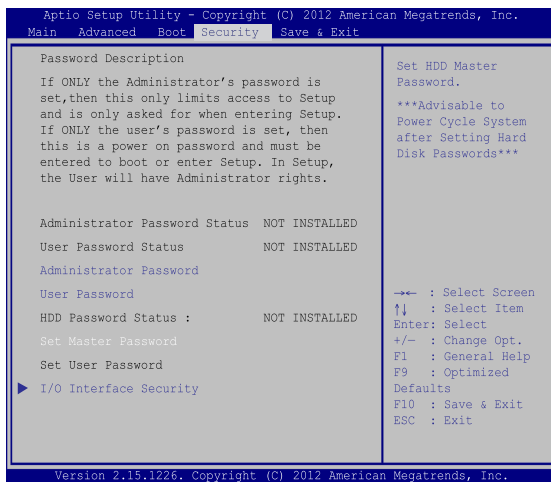 Aptio Setup Utility - Copyright (C) 2012 American Megatrends, Inc.
Main Advanced Boot Security Save & Exit
Password Description
If ONLY the Administrator's password is
set,then this only limits access to Setup
and is only asked for when entering Setup.
If ONLY the user's password is set, then
this is a power on password and must be
entered to boot or enter Setup. In Setup,
the User will have Administrator rights.
Administrator Password Status NOT INSTALLED
User Password Status NOT INSTALLED
Administrator Password
User Password
HDD Password Status : NOT INSTALLED
Set Master Password
Set User Password
I/O Interface Security
Set HDD Master
Password.
***Advisable to
Power Cycle System
after Setting Hard
Disk Passwords***
→← : Select Screen
↑↓ : Select Item
Enter: Select
+/— : Change Opt.
F1 : General Help
F9 : Optimized
Defaults
F10 : Save & Exit
ESC : Exit
Version 2.15.1226. Copyright (C) 2012 American Megatrends, Inc.